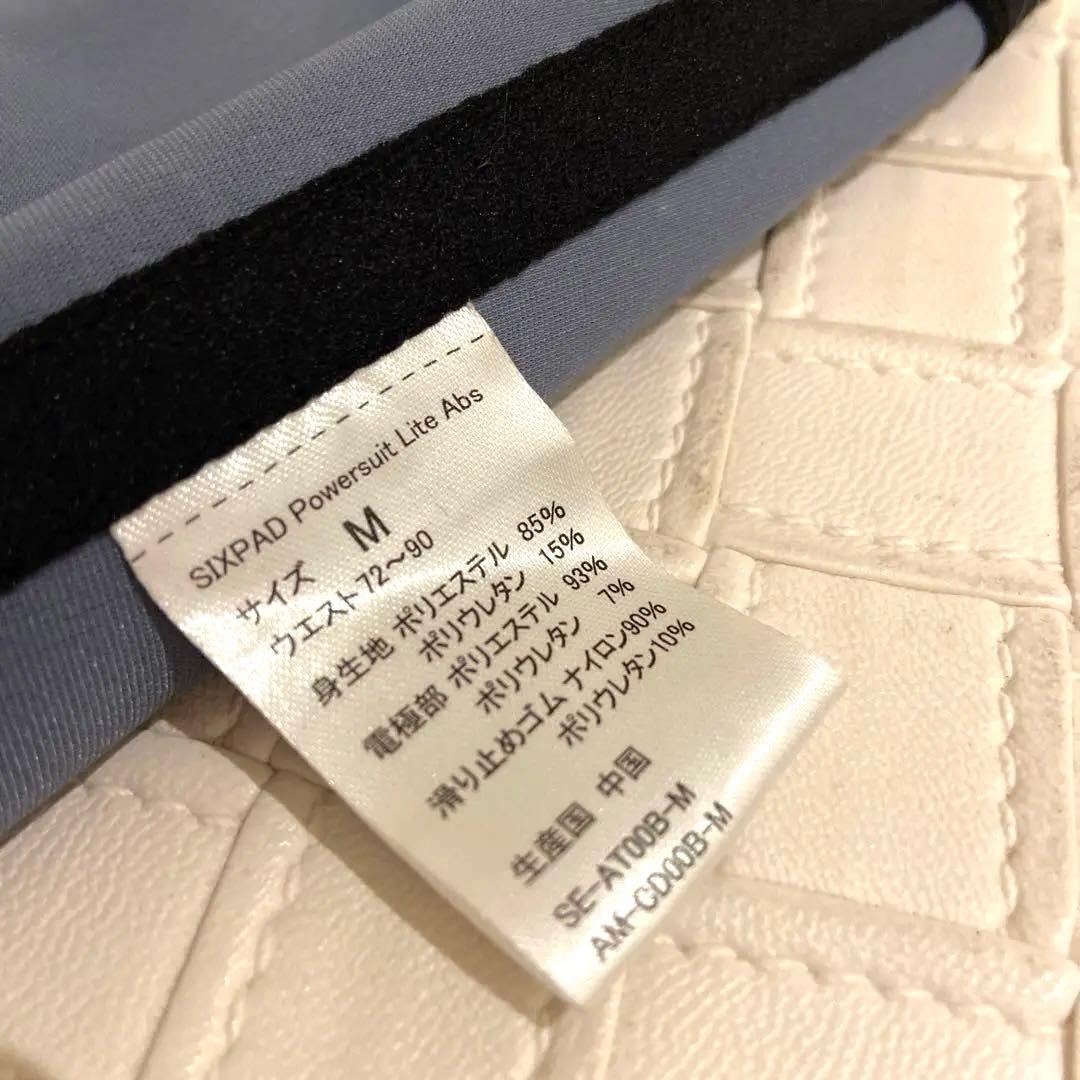 SIXPAD Powersuit Lite Abs
サイズ M
ウエスト72～90
身生地 ポリエステル 85%
ポリウレタン 15%
電極部 ポリエステル 93%
ポリウレタン 7%
滑り止めゴム ナイロン90%
ポリウレタン10%
生産国 中国
SE-AT00B-M
AM-CD00B-M